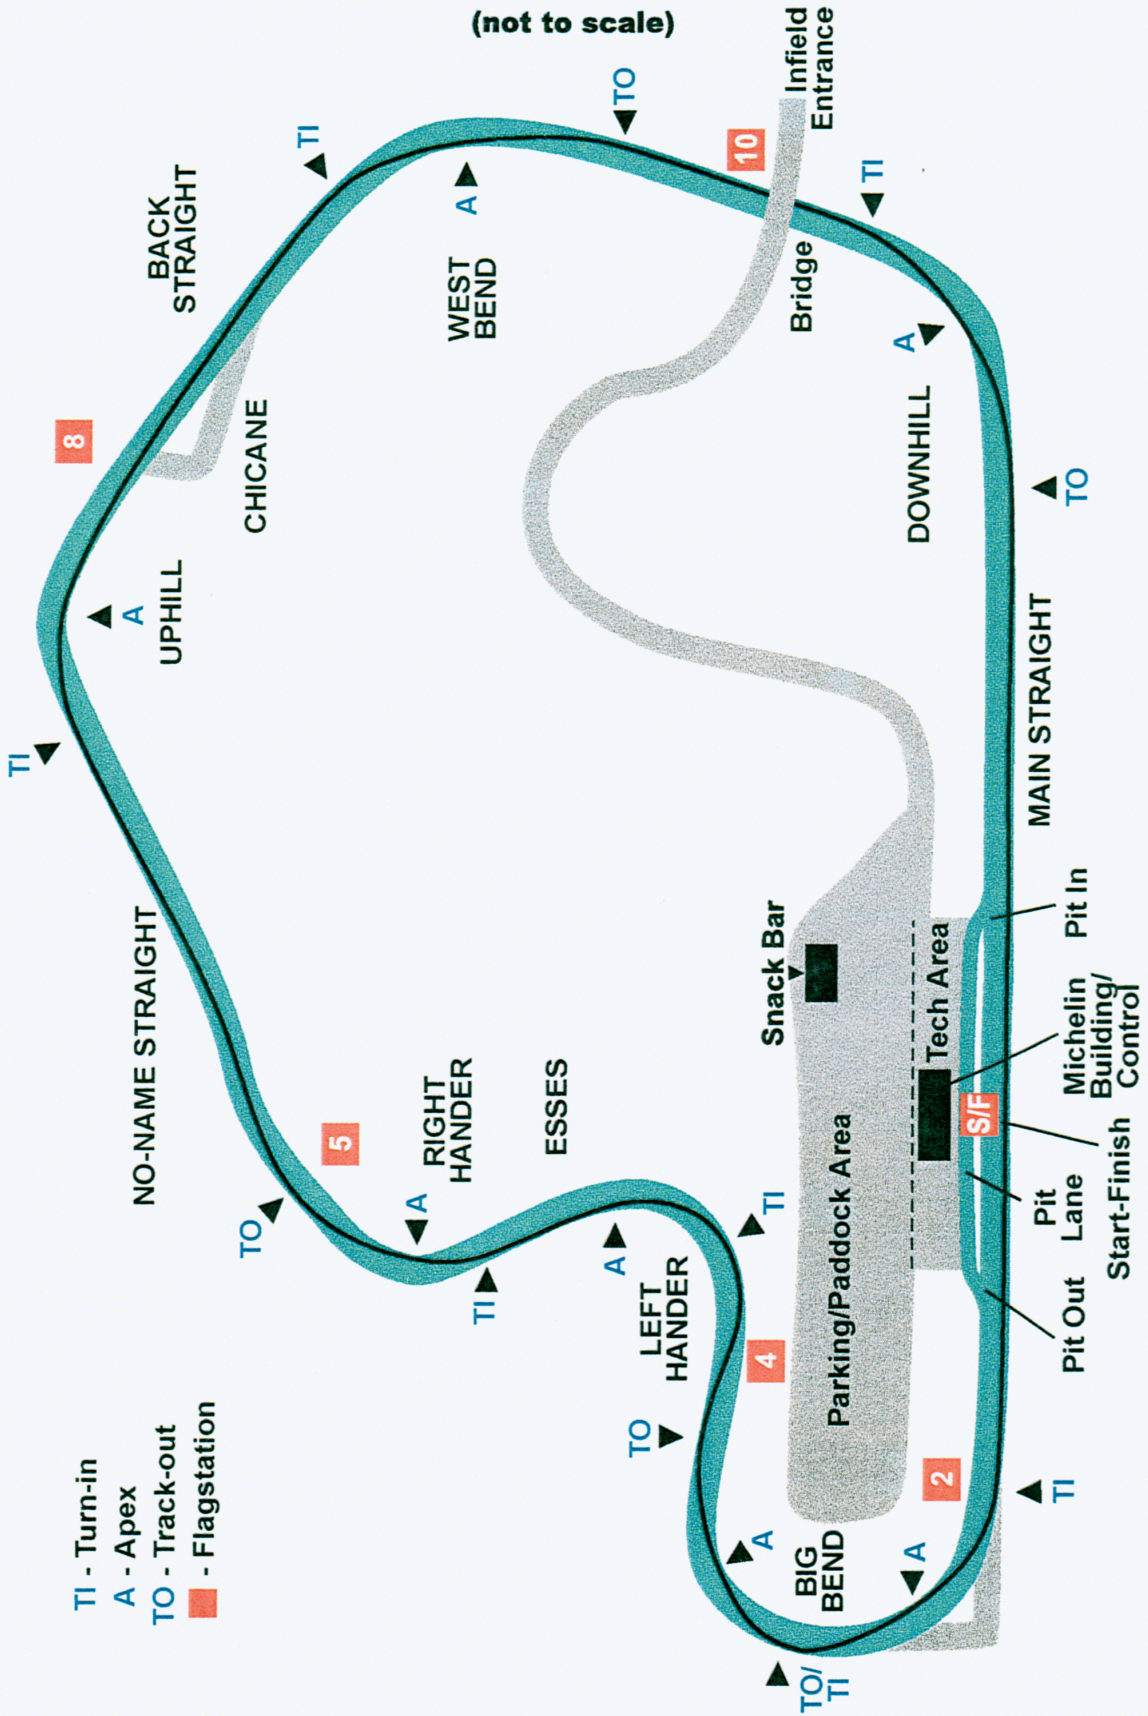 TI - Turn-in
A - Apex
TO - Track-out
- Flagstation
(not to scale)
NO-NAME STRAIGHT
TI
A
UPHILL
8
CHICANE
BACK
STRAIGHT
TI
A
WEST
BEND
TO
10
Infield
Entrance
Bridge
TI
A
DOWNHILL
TO
MAIN STRAIGHT
TO
5
RIGHT
HANDER
A
TI
ESSES
A
LEFT
HANDER
TI
4
TO
A
BIG
BEND
TO/
TI
A
2
TI
Snack Bar
Parking/Paddock Area
Tech Area
S/F
Pit
Lane
Pit Out
Start-Finish
Michelin
Building/
Control
Pit In